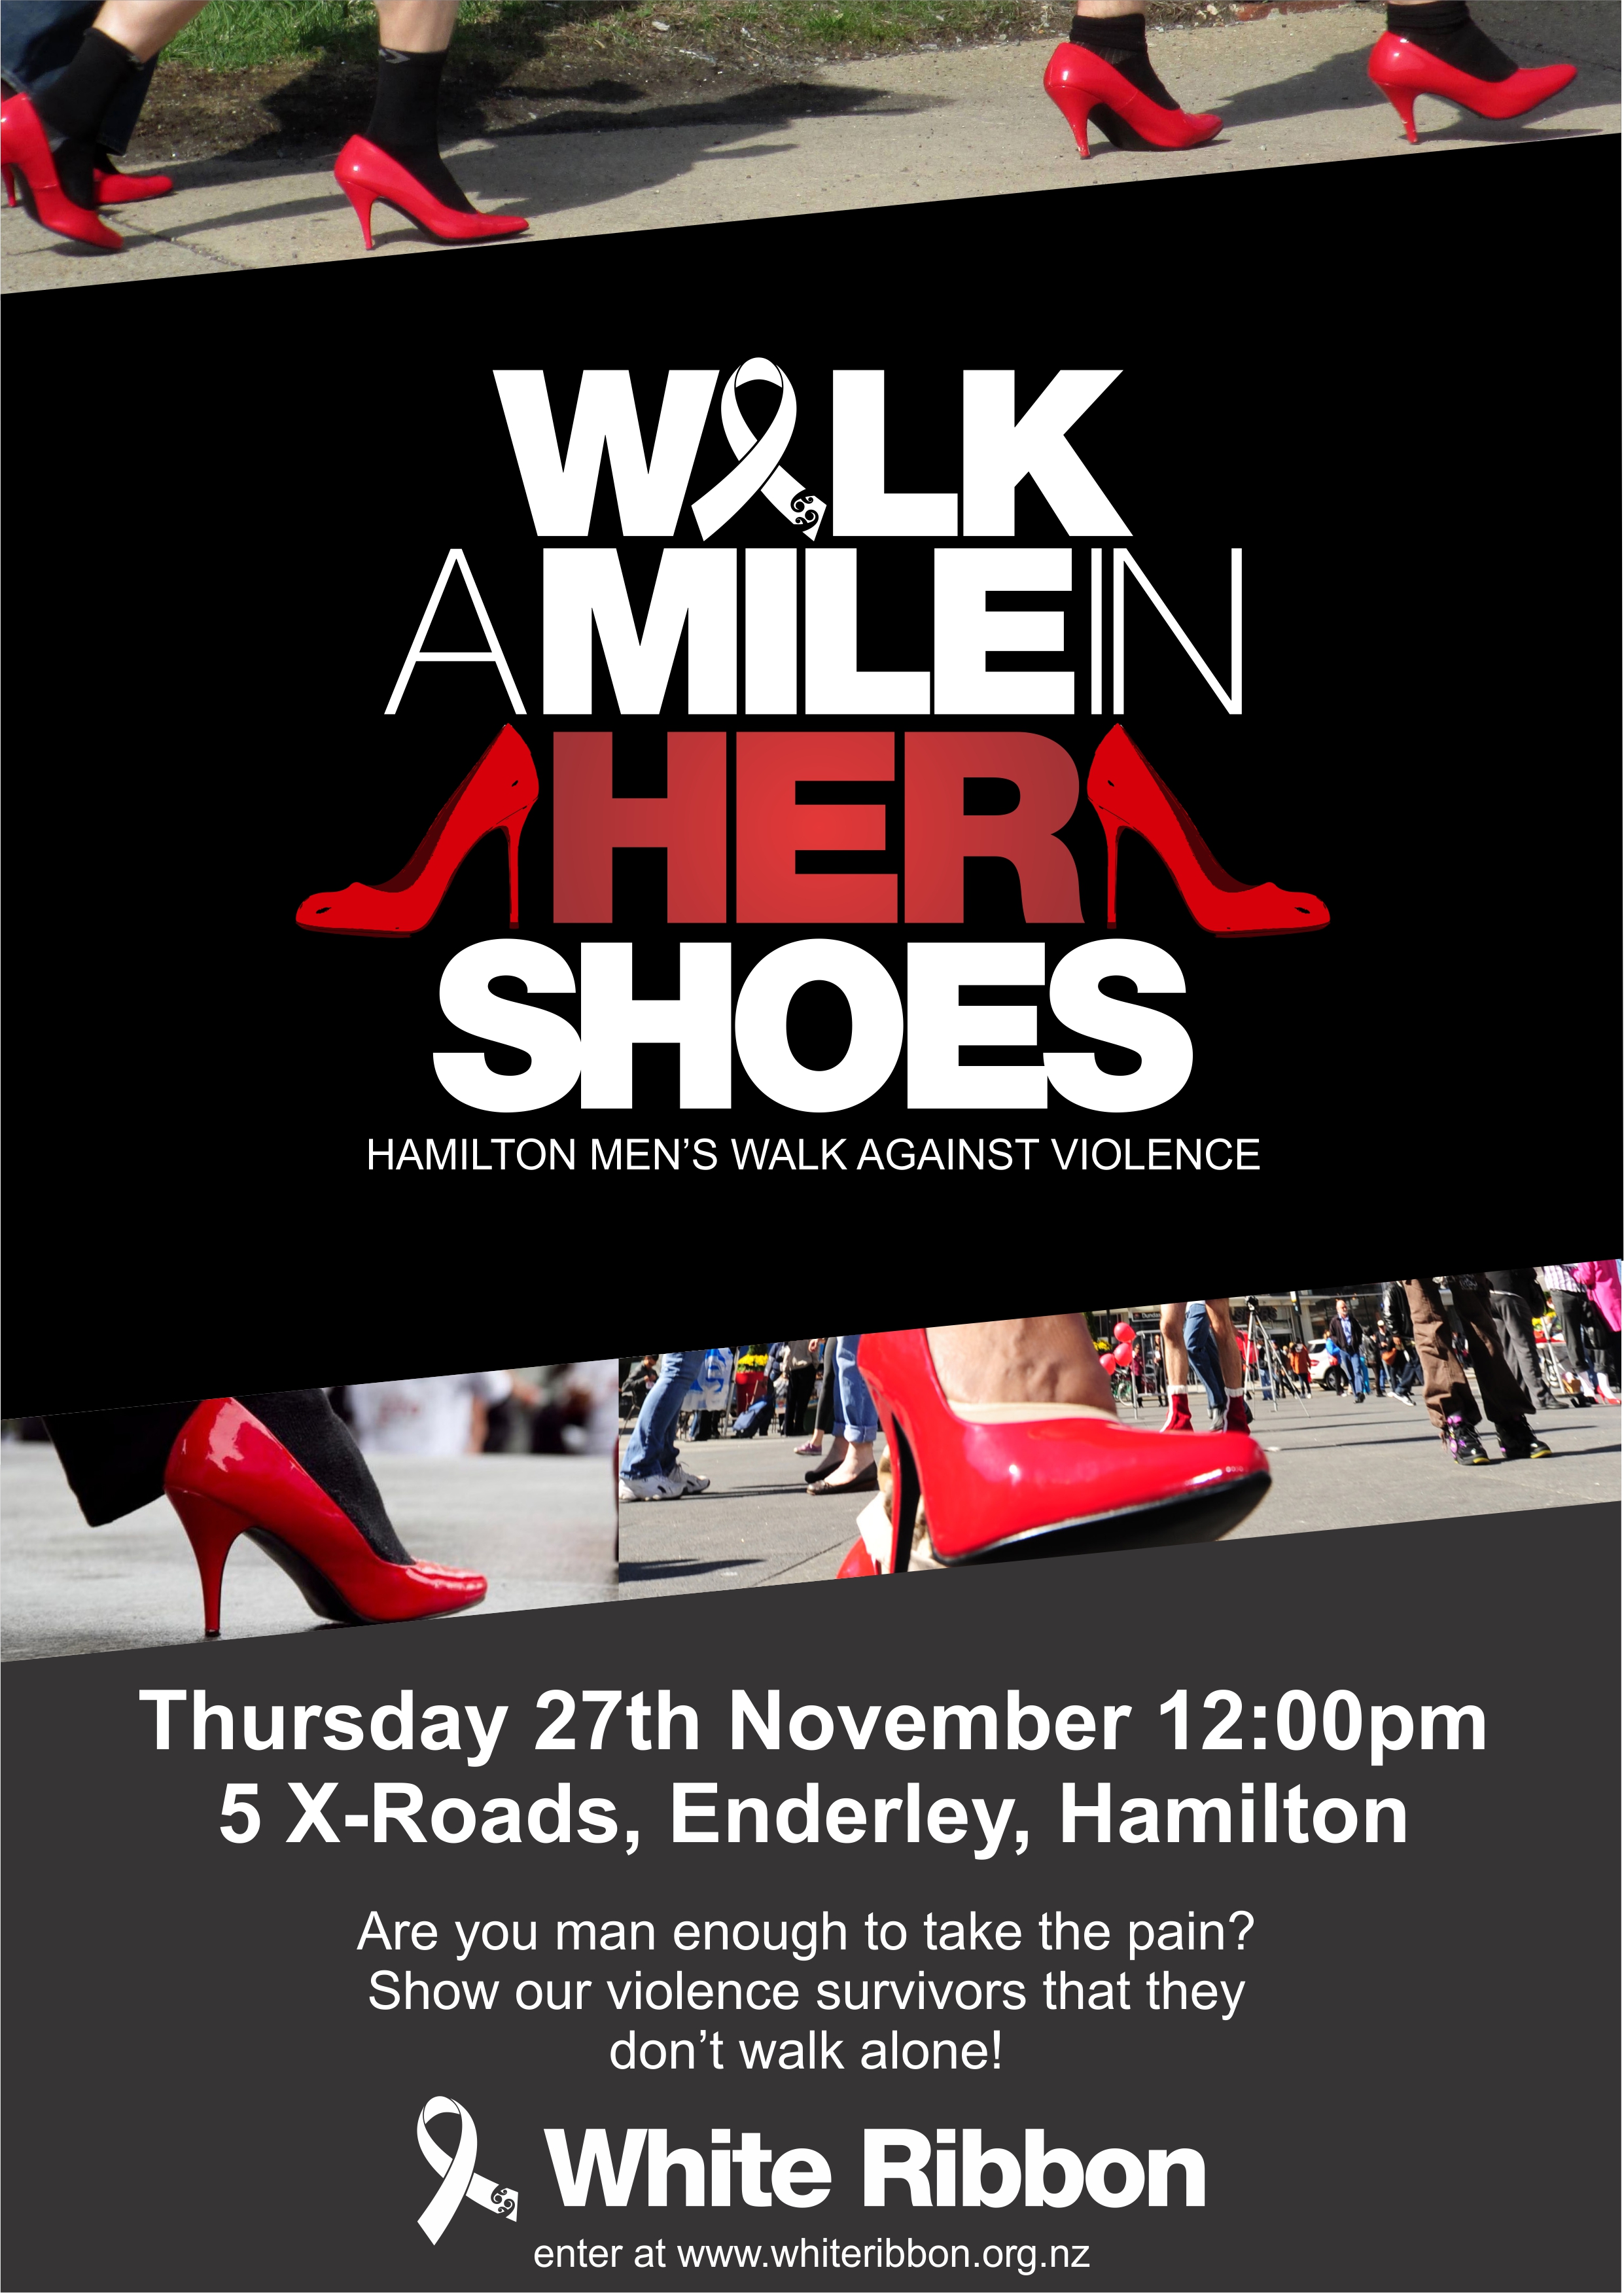 WALK
A MILE IN
HER
SHOES
HAMILTON MEN'S WALK AGAINST VIOLENCE
Thursday 27th November 12:00pm
5 X-Roads, Enderley, Hamilton
Are you man enough to take the pain?
Show our violence survivors that they
don't walk alone!
White Ribbon
enter at www.whiteribbon.org.nz